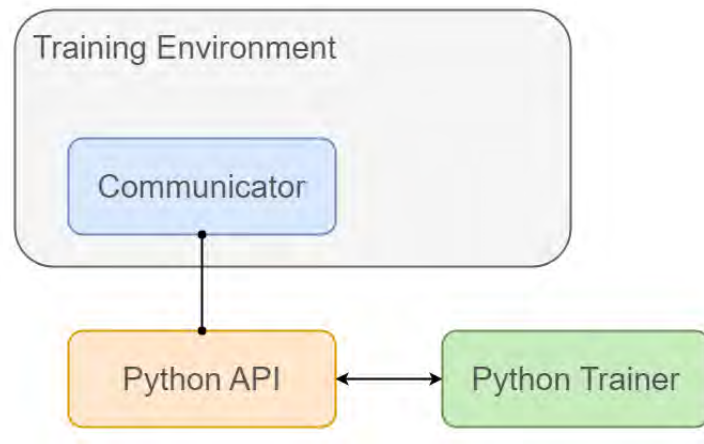 Training Environment
Communicator
Python API
Python Trainer